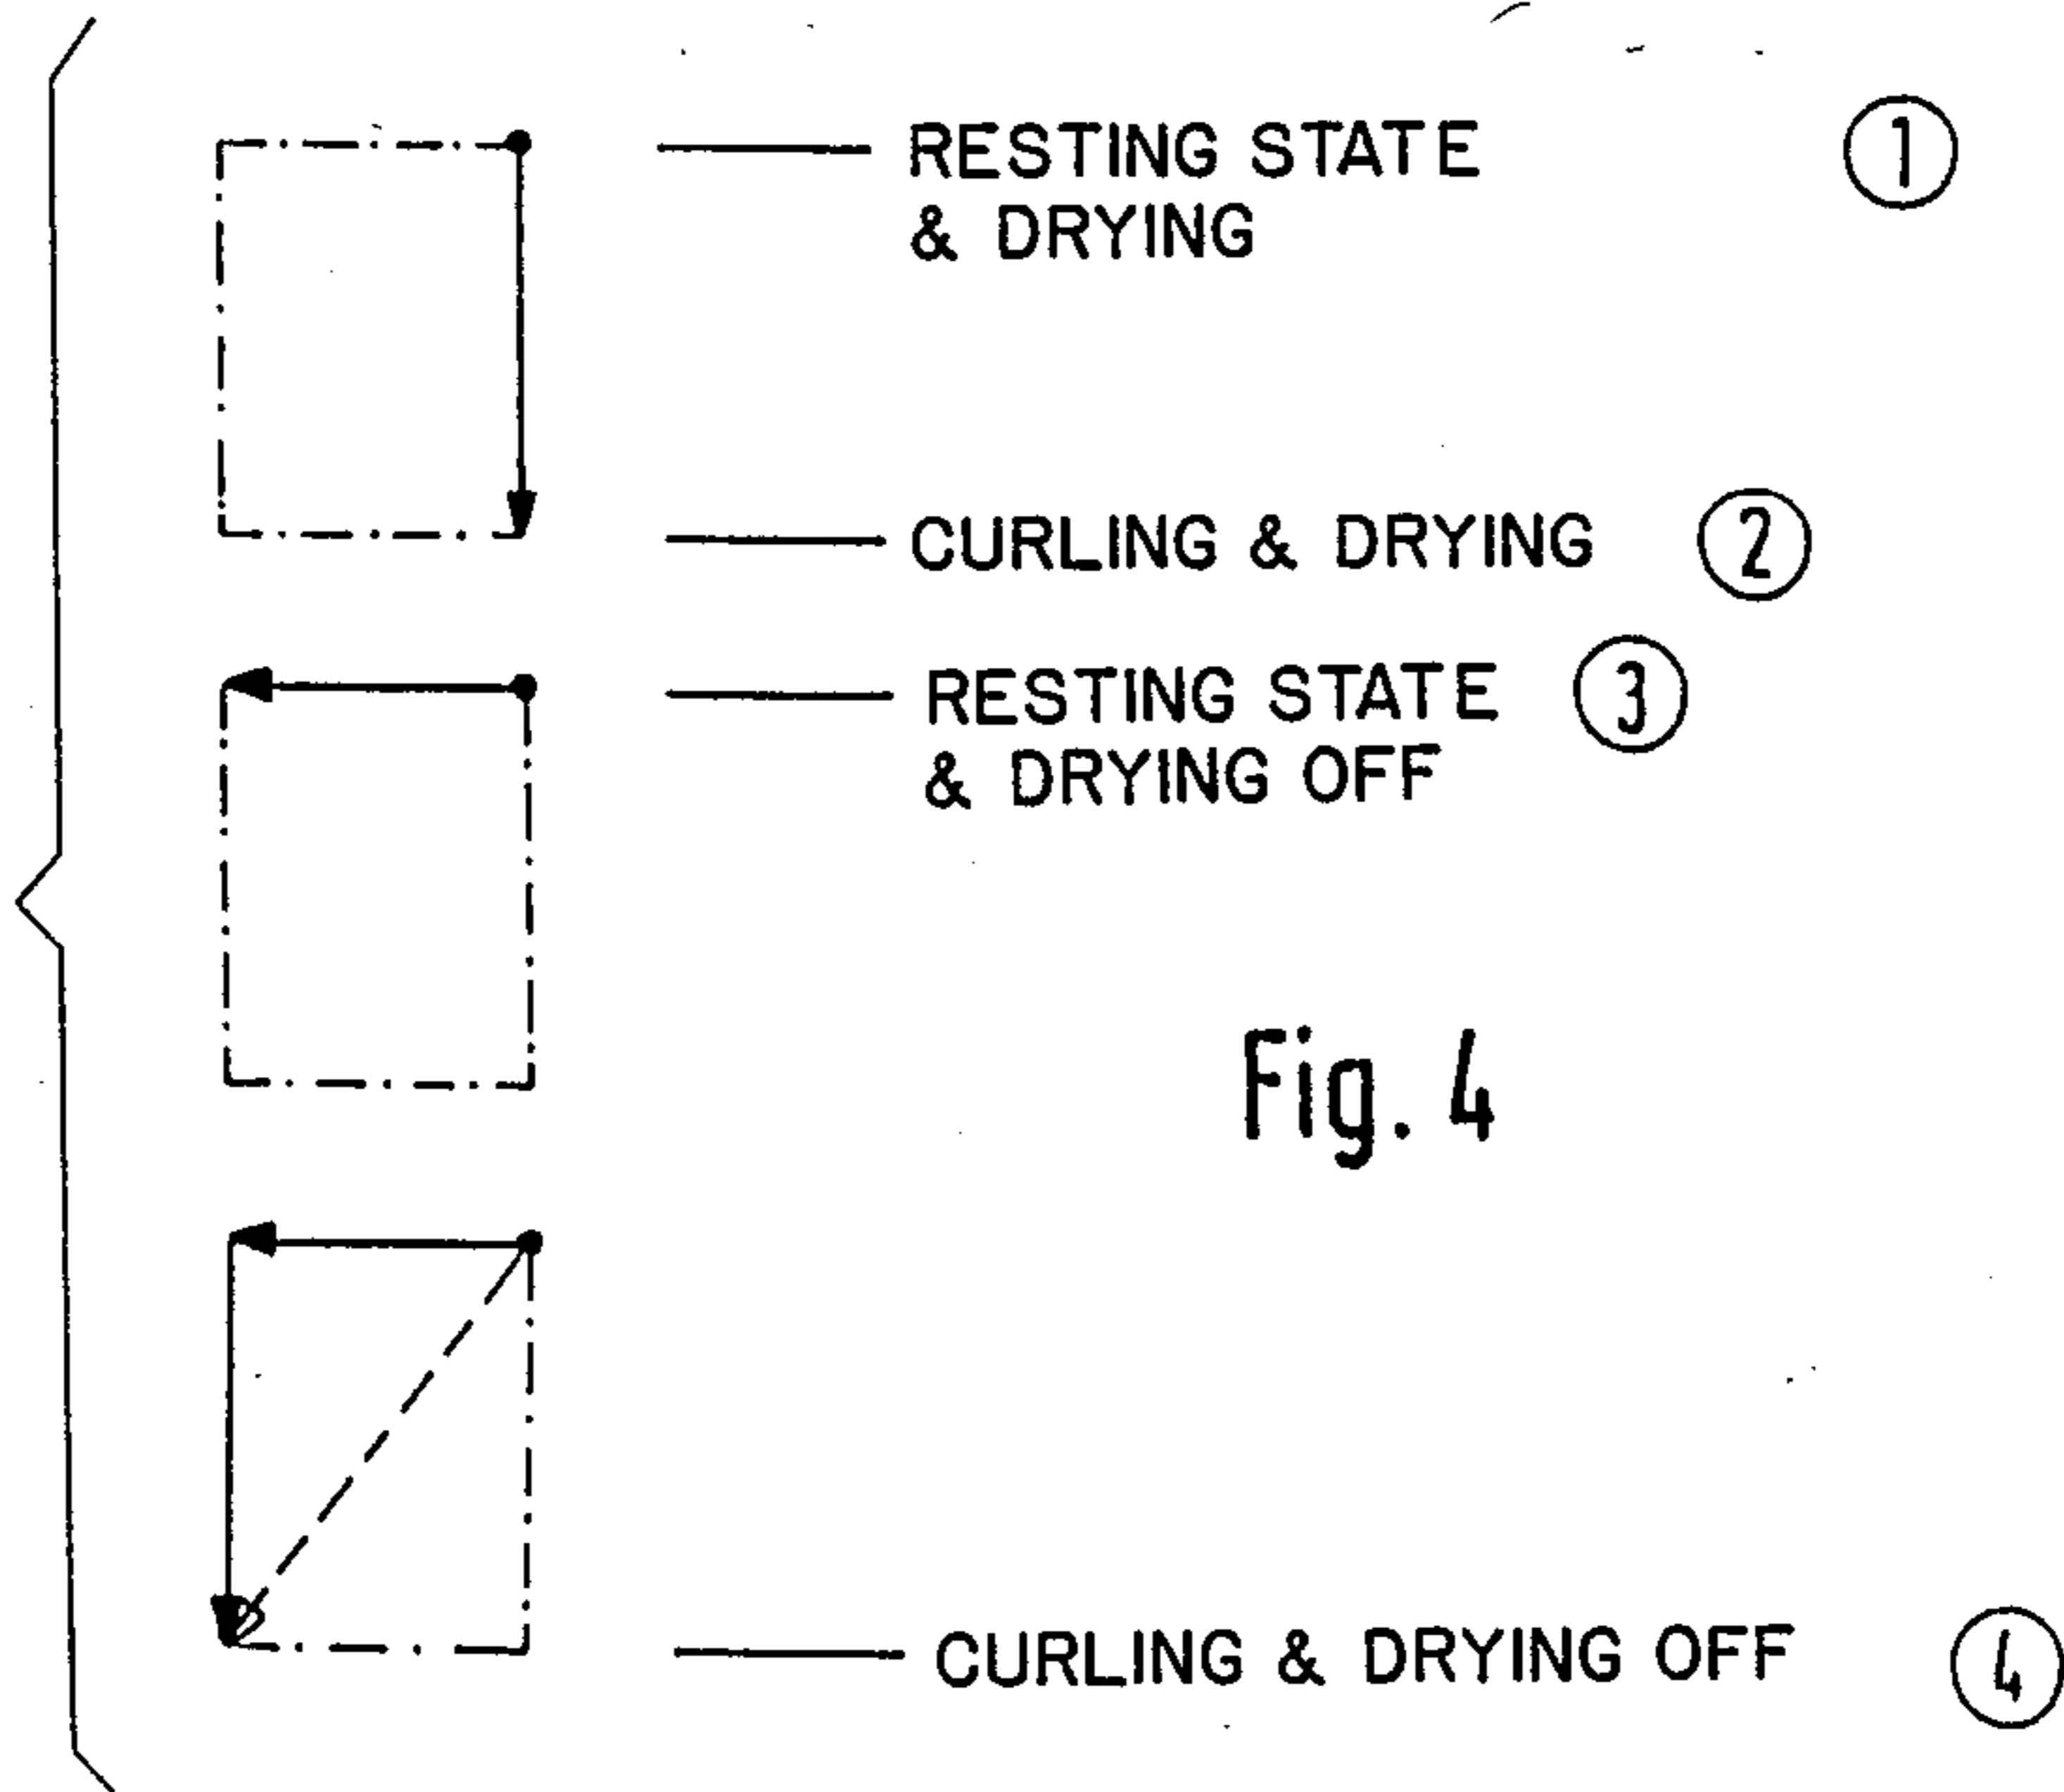 RESTING STATE ①
& DRYING
CURLING & DRYING ②
RESTING STATE ③
& DRYING OFF
Fig. 4
CURLING & DRYING OFF ④